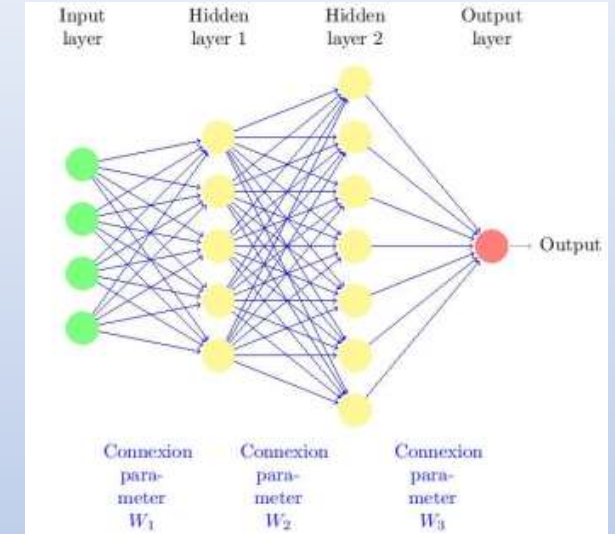 Input
layer
Hidden
layer 1
Hidden
layer 2
Output
layer
Output
Connexion
para-
meter
W₁
Connexion
para-
meter
W₂
Connexion
para-
meter
W₃